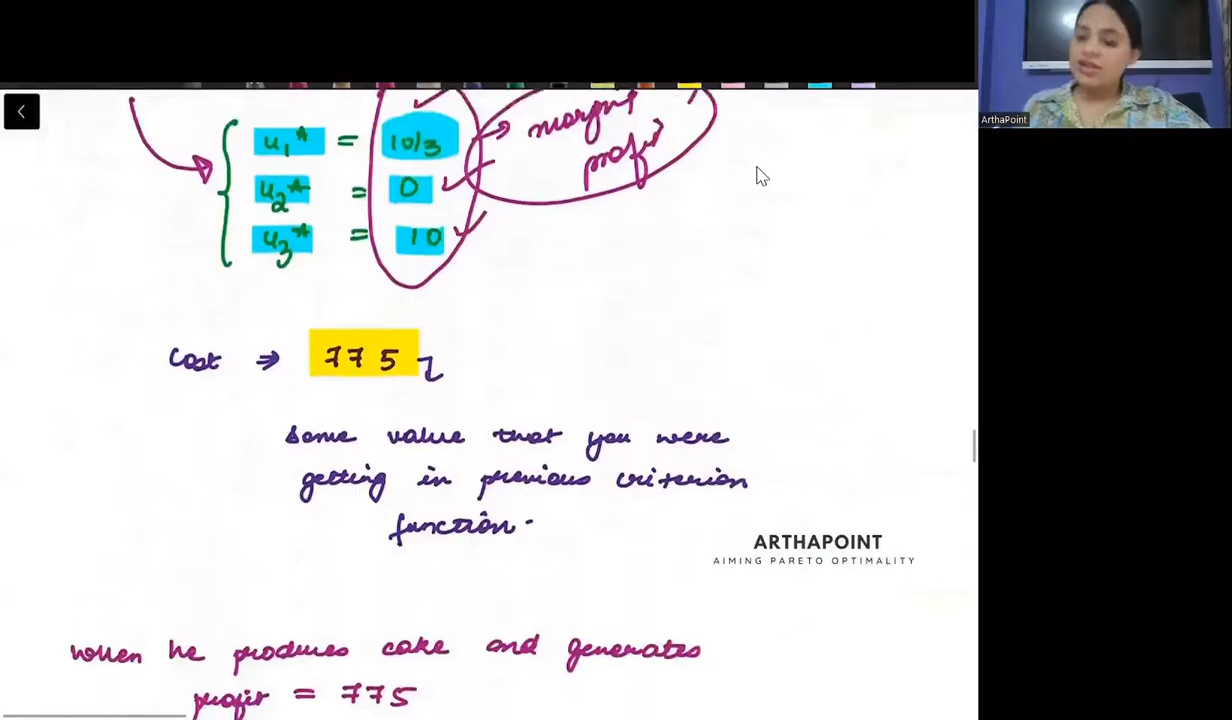 u1* = 10/3 → margin profit
u2* = 0
u3* = 10
ArthaPoint
Cost ⇒ 775
Same value that you were
getting in previous criterion
function.
ARTHAPOINT
AIMING PARETO OPTIMALITY
when he produces cake and generates
profit = 775